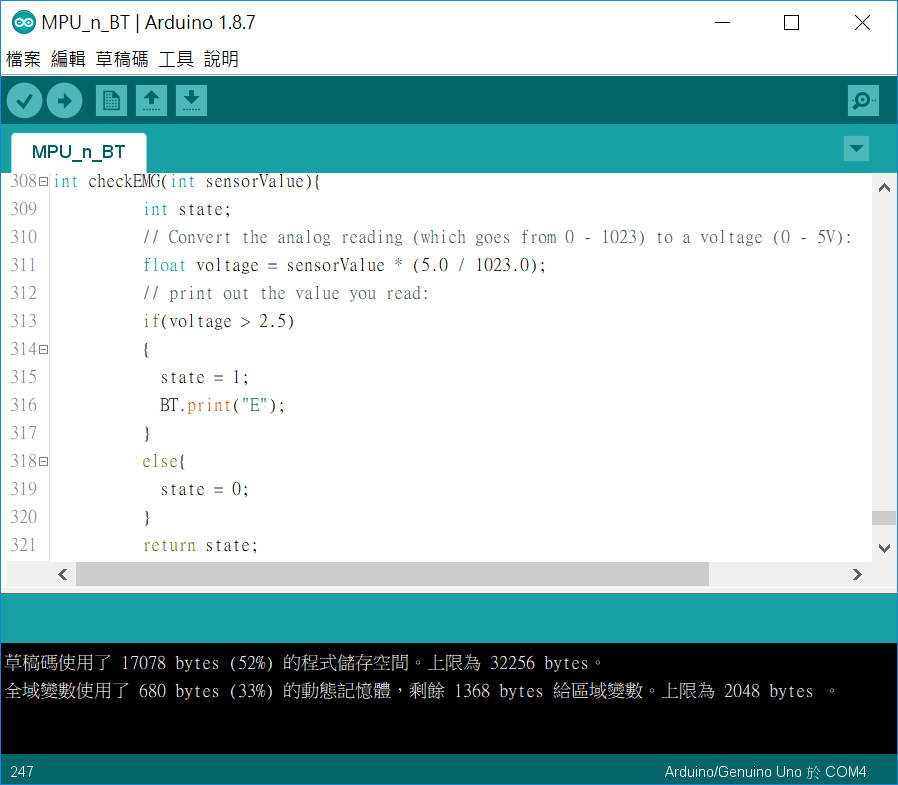 MPU_n_BT | Arduino 1.8.7
檔案 編輯 草稿碼 工具 說明
MPU_n_BT
308 int checkEMG(int sensorValue){
309 int state;
310 // Convert the analog reading (which goes from 0 - 1023) to a voltage (0 - 5V):
311 float voltage = sensorValue * (5.0 / 1023.0);
312 // print out the value you read:
313 if(voltage > 2.5)
314 {
315 state = 1;
316 BT.print("E");
317 }
318 else{
319 state = 0;
320 }
321 return state;
草稿碼使用了 17078 bytes (52%) 的程式儲存空間。上限為 32256 bytes。
全域變數使用了 680 bytes (33%) 的動態記憶體，剩餘 1368 bytes 給區域變數。上限為 2048 bytes 。
247 Arduino/Genuino Uno 於 COM4